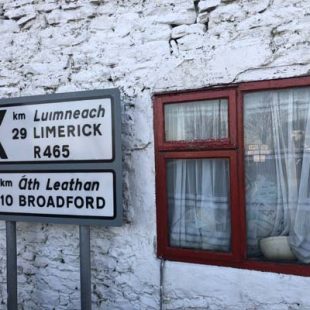 km Luimneach
29 LIMERICK
R465
km Áth Leathan
10 BROADFORD